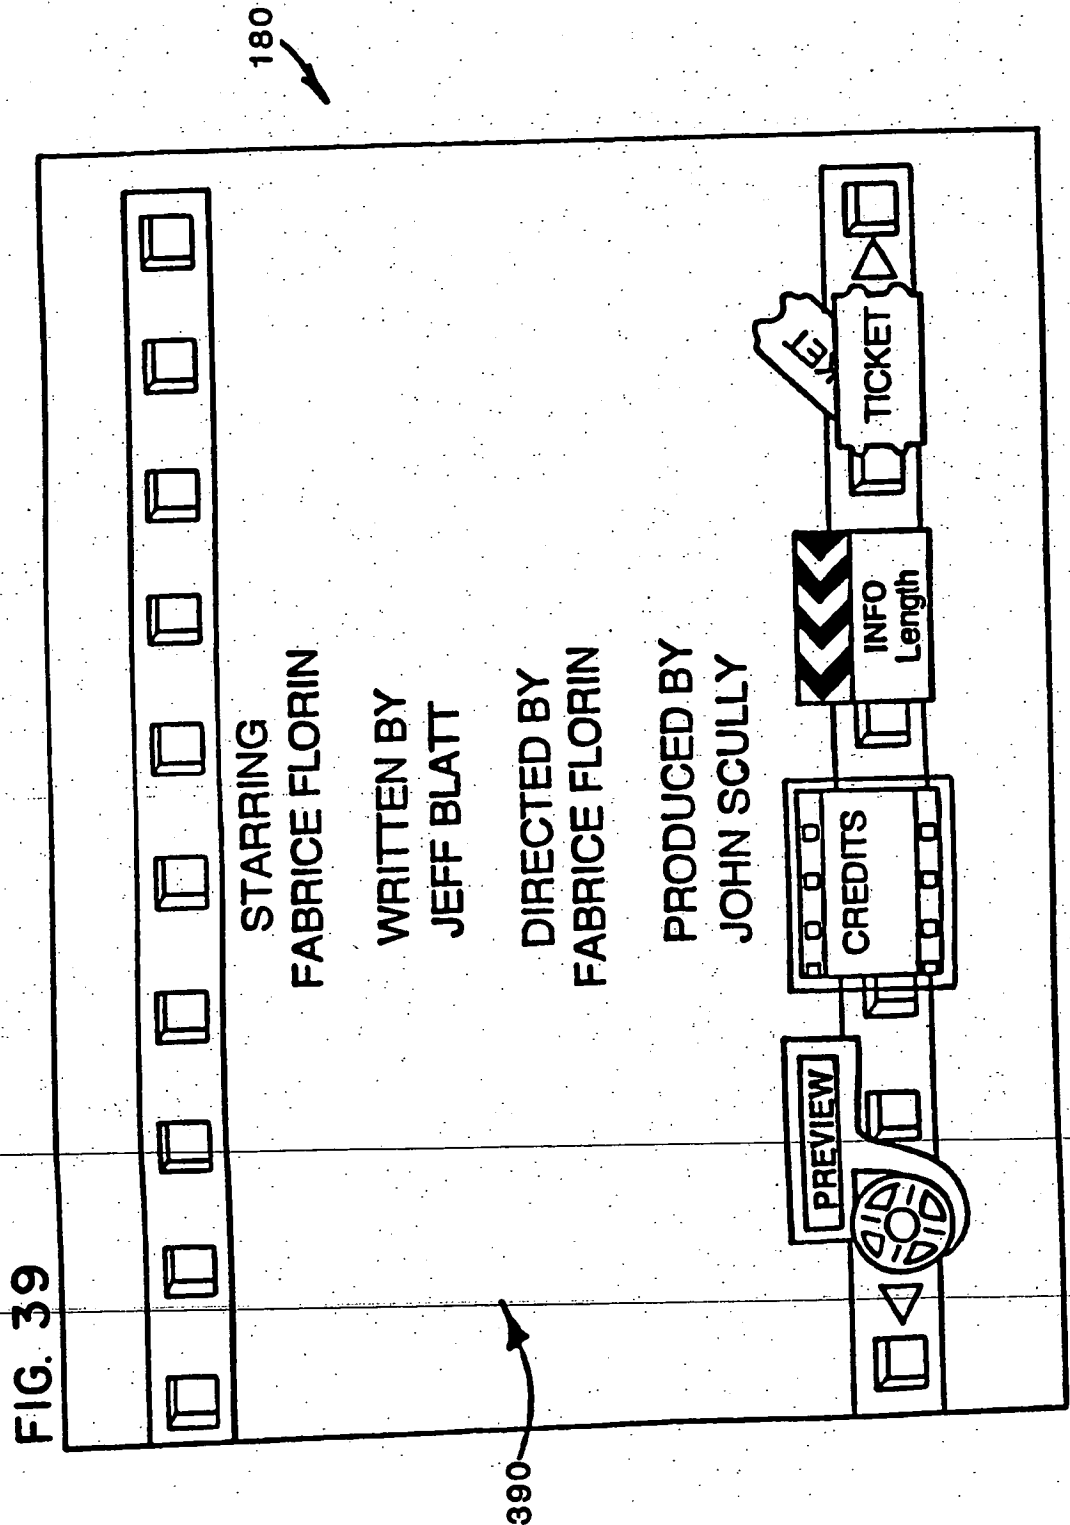 FIG. 39
180
STARRING
FABRICE FLORIN
WRITTEN BY
JEFF BLATT
DIRECTED BY
FABRICE FLORIN
PRODUCED BY
JOHN SCULLY
390
PREVIEW
CREDITS
INFO
Length
KET
TICKET